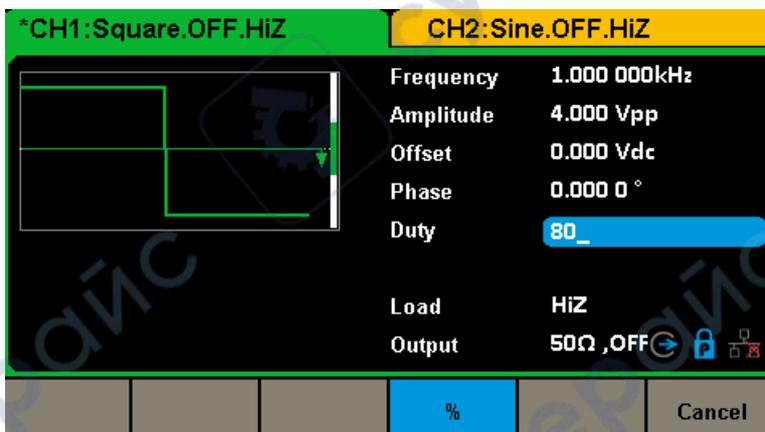 *CH1:Square.OFF.HiZ CH2:Sine.OFF.HiZ
Frequency 1.000 000kHz
Amplitude 4.000 Vpp
Offset 0.000 Vdc
Phase 0.000 0 °
Duty 80_
Load HiZ
Output 50Ω ,OFF P
% Cancel